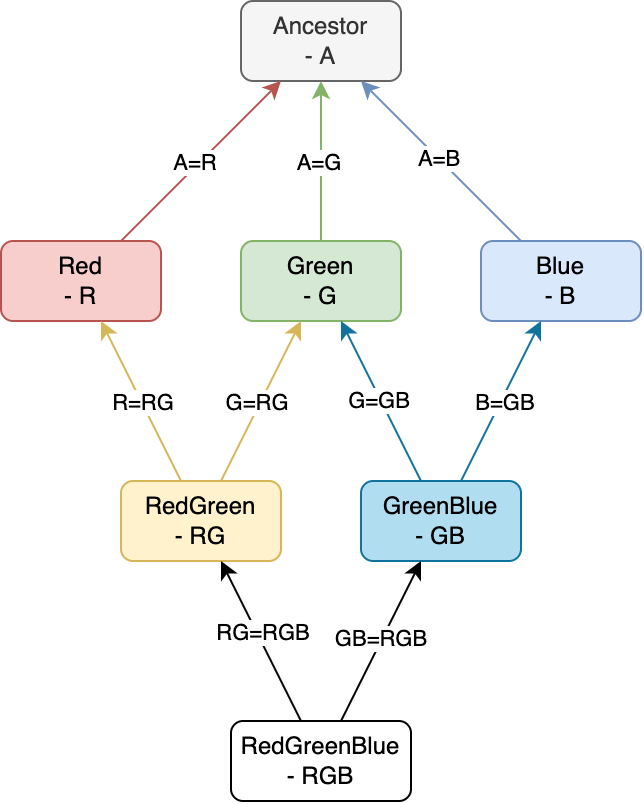 Ancestor
- A
A=R
A=G
A=B
Red
- R
Green
- G
Blue
- B
R=RG
G=RG
G=GB
B=GB
RedGreen
- RG
GreenBlue
- GB
RG=RGB
GB=RGB
RedGreenBlue
- RGB